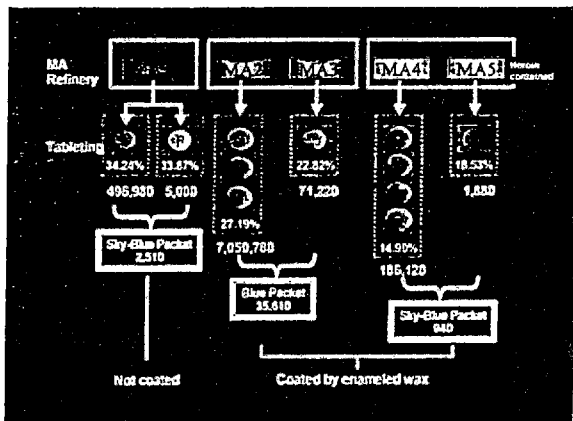 MA
Refinery
MA2
MA3
MA4
MA5
Heroin
contained
Tableting
34.24%
33.87%
22.82%
18.53%
496,980
5,000
71,220
1,880
27.19%
7,050,780
14.90%
186,120
Sky-Blue Packet
2,510
Blue Packet
35,610
Sky-Blue Packet
940
Not coated
Coated by enameled wax